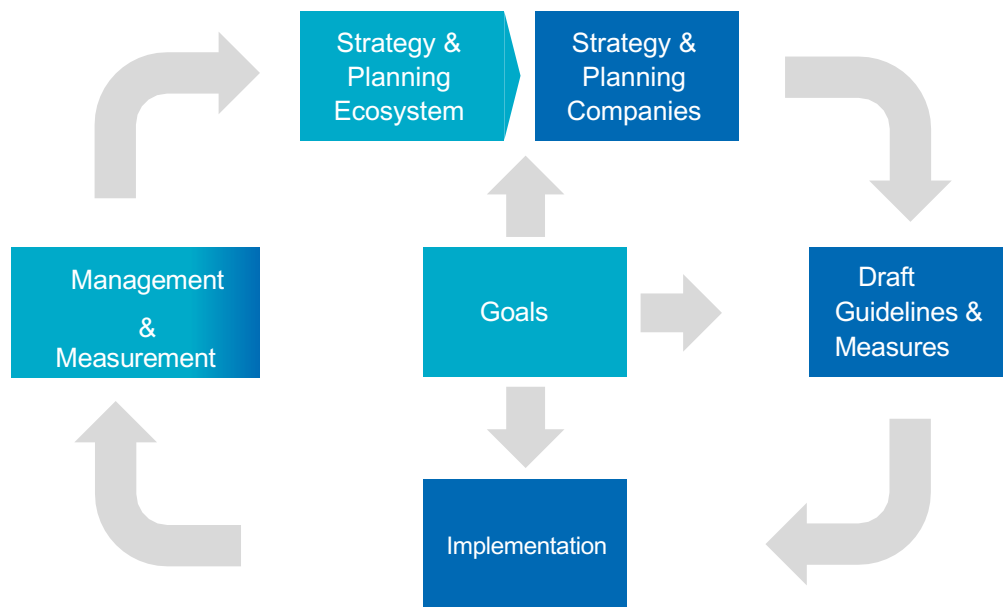 Strategy &
Planning
Ecosystem
Strategy &
Planning
Companies
Management
&
Measurement
Goals
Draft
Guidelines &
Measures
Implementation